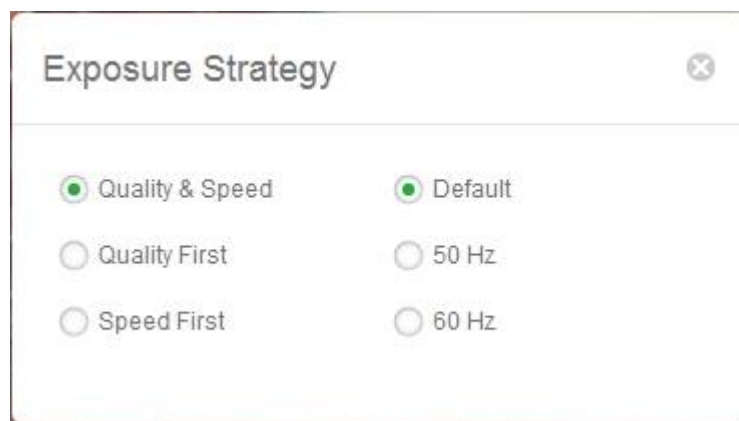 Exposure Strategy
Quality & Speed
Default
Quality First
50 Hz
Speed First
60 Hz